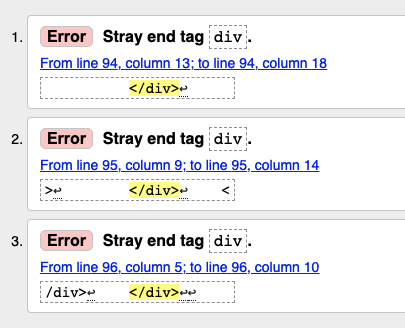 1. Error Stray end tag div.
From line 94, column 13; to line 94, column 18
</div>↩
2. Error Stray end tag div.
From line 95, column 9; to line 95, column 14
>↩ </div>↩ <
3. Error Stray end tag div.
From line 96, column 5; to line 96, column 10
/div>↩ </div>↩↩